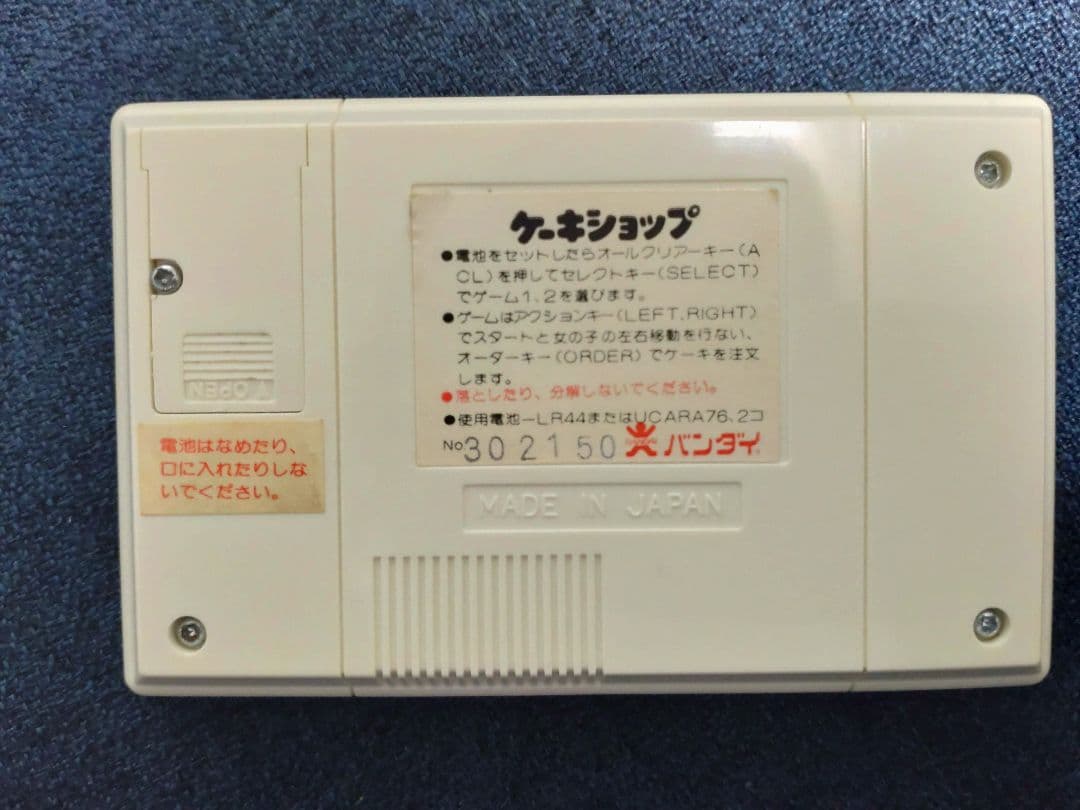 ケーキショップ
●電池をセットしたらオールクリアーキー(A
CL)を押してセレクトキー(SELECT)
でゲーム1、2を選びます。
●ゲームはアクションキー(LEFT,RIGHT)
でスタートと女の子の左右移動を行ない、
オーダーキー(ORDER)でケーキを注文
します。
●落としたり、分解しないでください。
●使用電池—LR44またはUCARA76、2コ
No302150 BANDAI バンダイ
MADE IN JAPAN
OPEN
電池はなめたり、
口に入れたりしな
いでください。